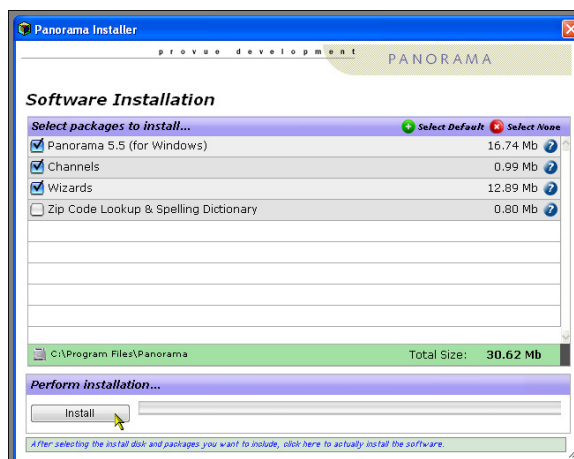 Panorama Installer
provue development
PANORAMA
Software Installation
Select packages to install... Select Default Select None
Panorama 5.5 (for Windows) 16.74 Mb
Channels 0.99 Mb
Wizards 12.89 Mb
Zip Code Lookup & Spelling Dictionary 0.80 Mb
C:\Program Files\Panorama Total Size: 30.62 Mb
Perform installation...
Install
After selecting the install disk and packages you want to include, click here to actually install the software.